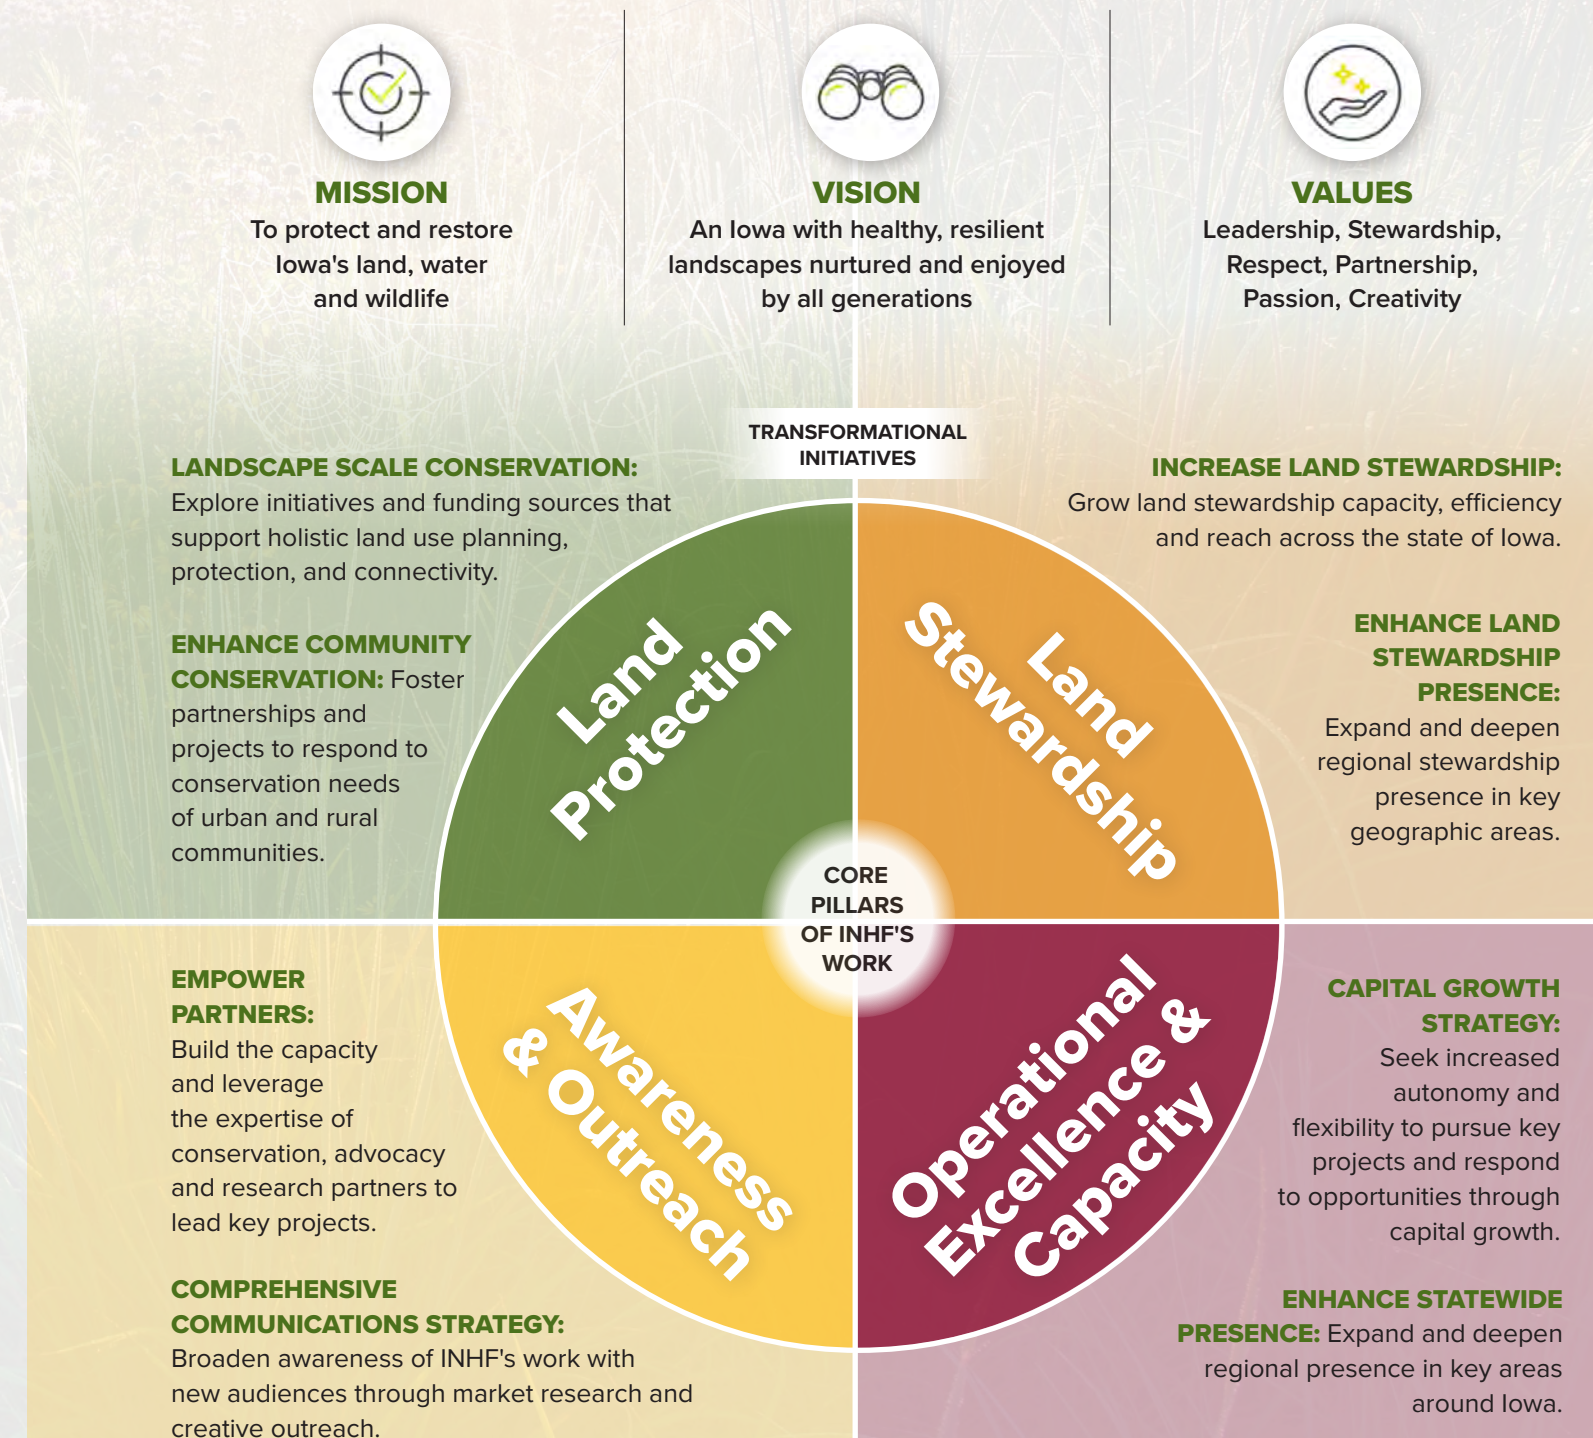 MISSION
To protect and restore
Iowa's land, water
and wildlife
VISION
An Iowa with healthy, resilient
landscapes nurtured and enjoyed
by all generations
VALUES
Leadership, Stewardship,
Respect, Partnership,
Passion, Creativity
TRANSFORMATIONAL
INITIATIVES
LANDSCAPE SCALE CONSERVATION:
Explore initiatives and funding sources that
support holistic land use planning,
protection, and connectivity.
ENHANCE COMMUNITY
CONSERVATION: Foster
partnerships and
projects to respond to
conservation needs
of urban and rural
communities.
Land
Protection
INCREASE LAND STEWARDSHIP:
Grow land stewardship capacity, efficiency
and reach across the state of Iowa.
ENHANCE LAND
STEWARDSHIP
PRESENCE:
Expand and deepen
regional stewardship
presence in key
geographic areas.
Land
Stewardship
CORE
PILLARS
OF INHF'S
WORK
EMPOWER
PARTNERS:
Build the capacity
and leverage
the expertise of
conservation, advocacy
and research partners to
lead key projects.
COMPREHENSIVE
COMMUNICATIONS STRATEGY:
Broaden awareness of INHF's work with
new audiences through market research and
creative outreach.
Awareness
& Outreach
Operational
Excellence &
Capacity
CAPITAL GROWTH
STRATEGY:
Seek increased
autonomy and
flexibility to pursue key
projects and respond
to opportunities through
capital growth.
ENHANCE STATEWIDE
PRESENCE: Expand and deepen
regional presence in key areas
around Iowa.